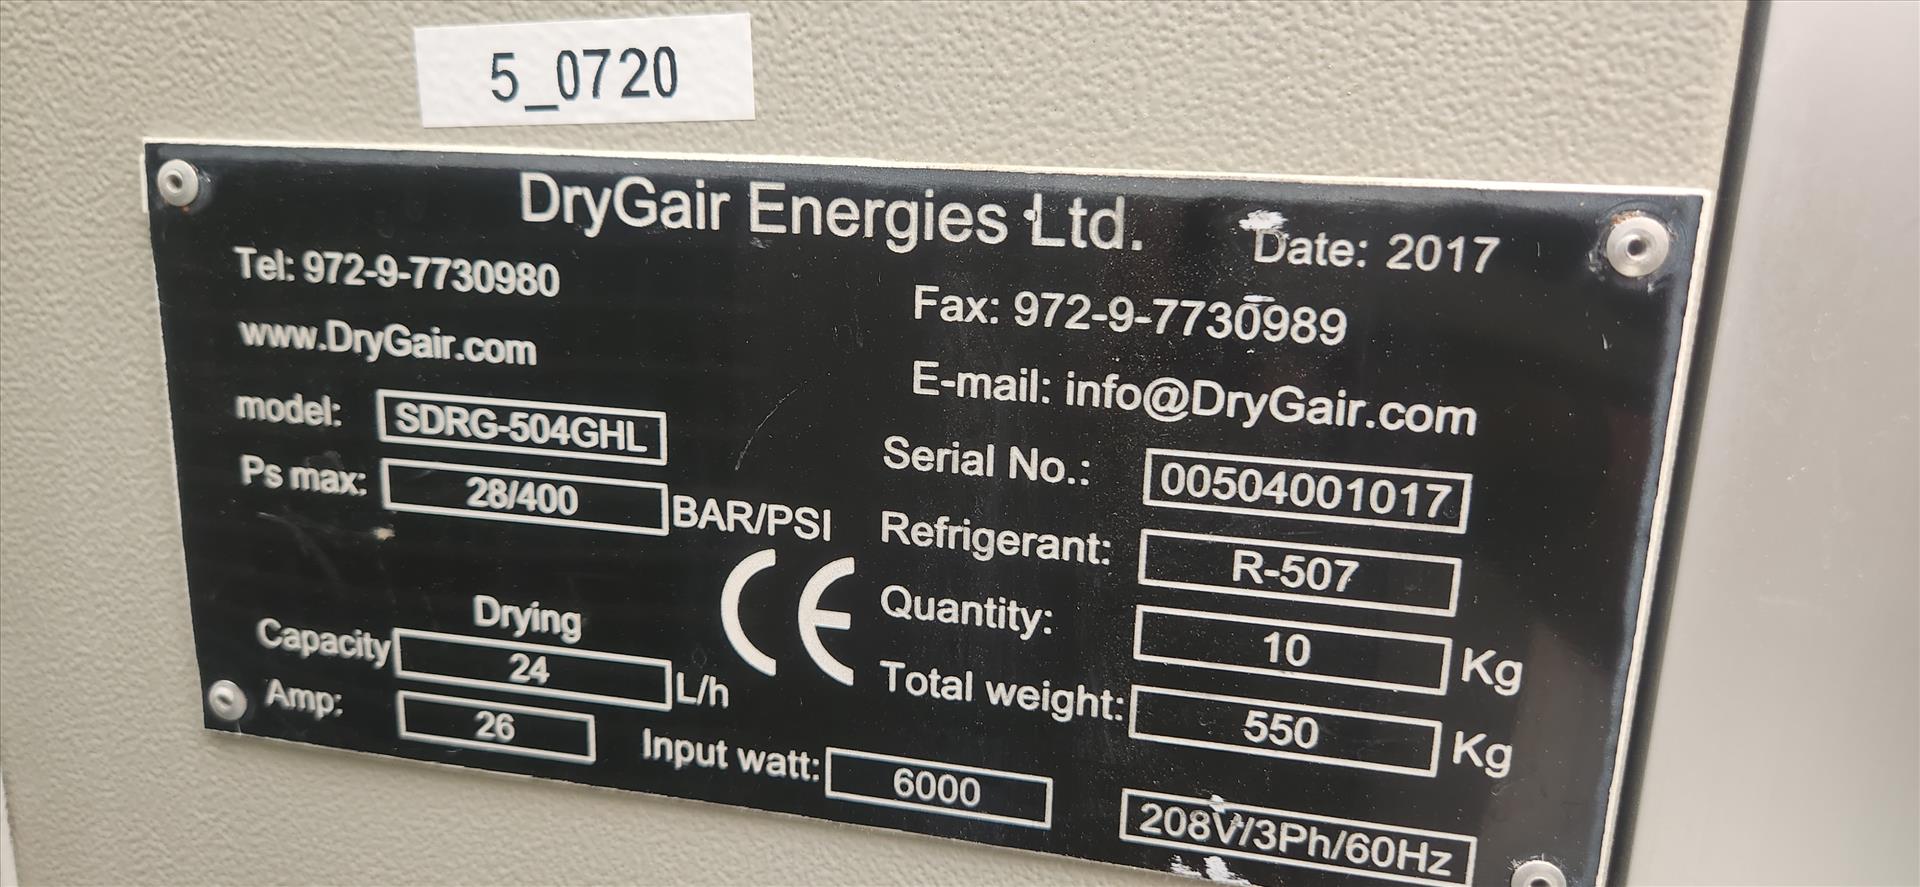 5_0720
DryGair Energies Ltd.
Date: 2017
Tel: 972-9-7730980
Fax: 972-9-7730989
www.DryGair.com
E-mail: info@DryGair.com
model: SDRG-504GHL
Serial No.: 00504001017
Ps max: 28/400 BAR/PSI
Refrigerant: R-507
CE
Quantity: 10 Kg
Drying
Capacity 24 L/h
Total weight: 550 Kg
Amp: 26
Input watt: 6000
208V/3Ph/60Hz